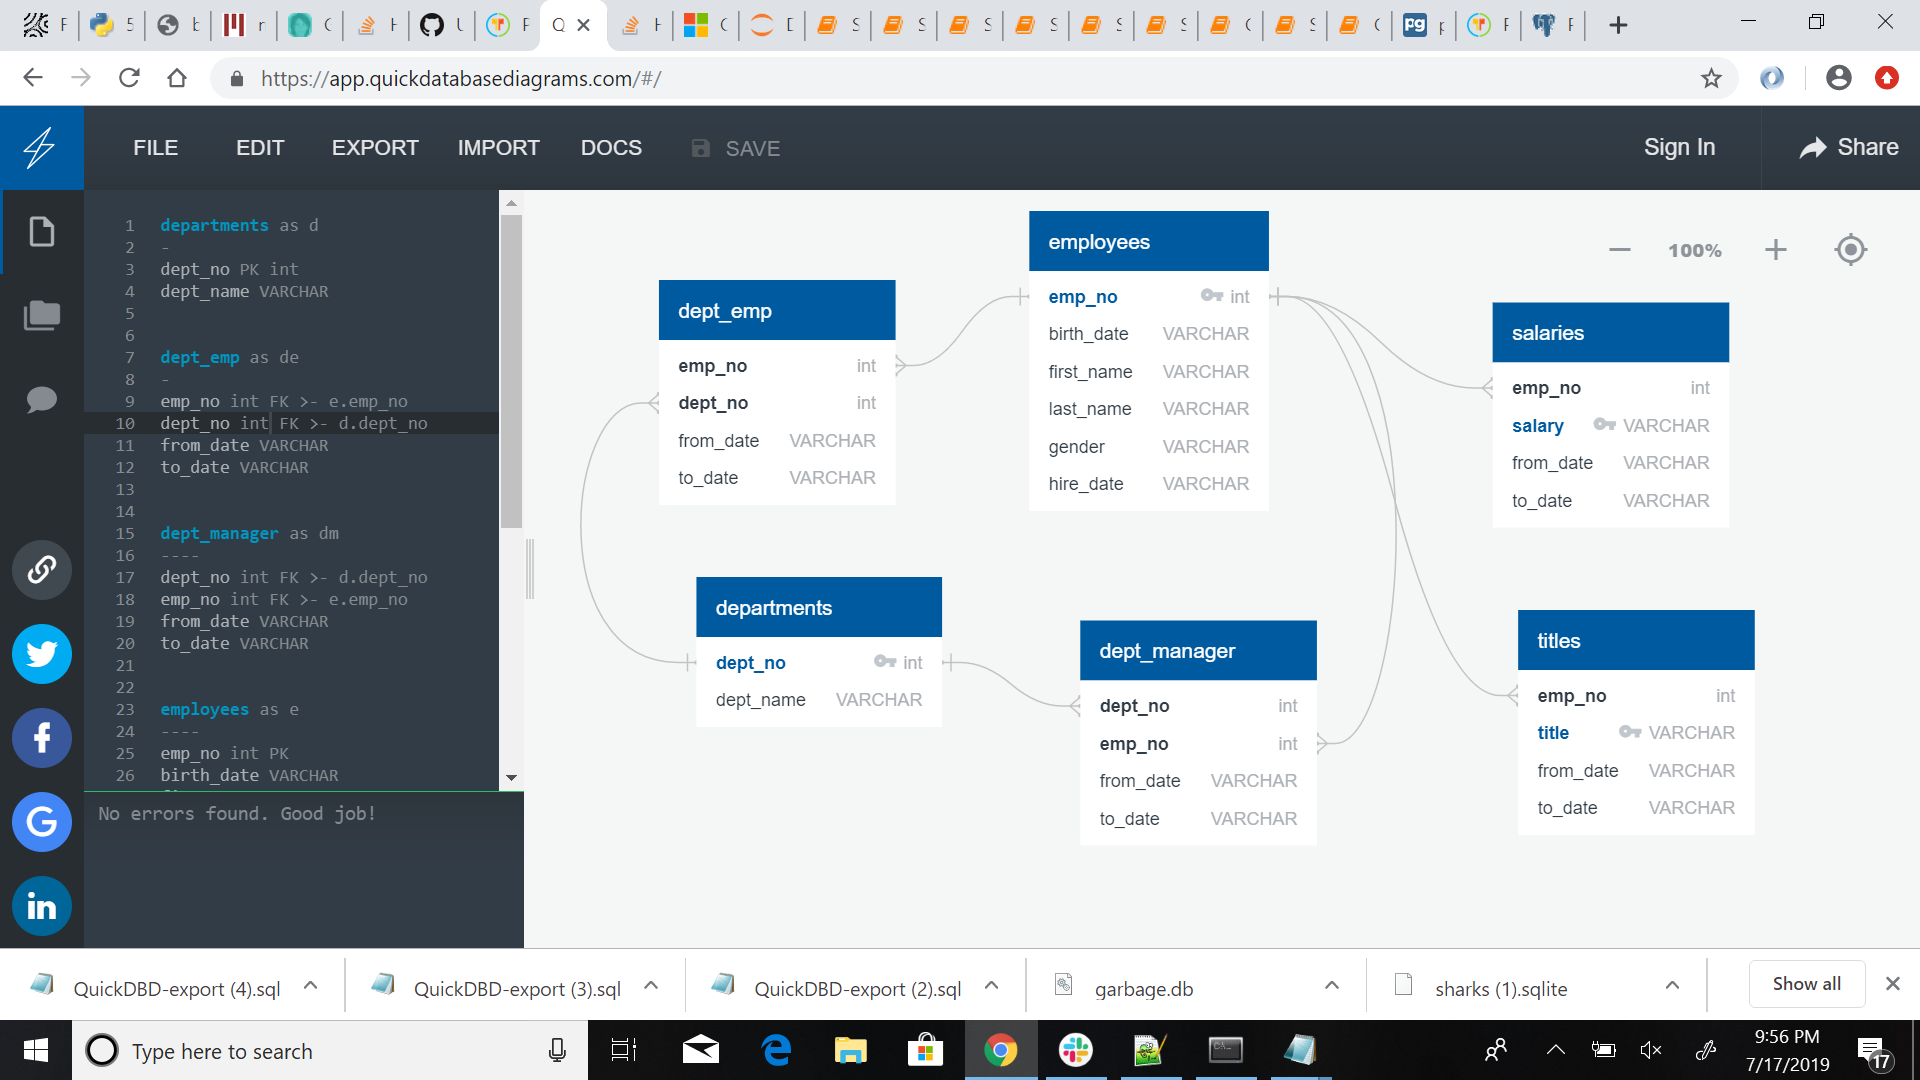 https://app.quickdatabasediagrams.com/#/
FILE EDIT EXPORT IMPORT DOCS SAVE Sign In Share
1 departments as d
2 -
3 dept_no PK int
4 dept_name VARCHAR
5
6
7 dept_emp as de
8 -
9 emp_no int FK >- e.emp_no
10 dept_no int FK >- d.dept_no
11 from_date VARCHAR
12 to_date VARCHAR
13
14
15 dept_manager as dm
16 ----
17 dept_no int FK >- d.dept_no
18 emp_no int FK >- e.emp_no
19 from_date VARCHAR
20 to_date VARCHAR
21
22
23 employees as e
24 ----
25 emp_no int PK
26 birth_date VARCHAR
No errors found. Good job!
100%
dept_emp
emp_no int
dept_no int
from_date VARCHAR
to_date VARCHAR
employees
emp_no int
birth_date VARCHAR
first_name VARCHAR
last_name VARCHAR
gender VARCHAR
hire_date VARCHAR
salaries
emp_no int
salary VARCHAR
from_date VARCHAR
to_date VARCHAR
departments
dept_no int
dept_name VARCHAR
dept_manager
dept_no int
emp_no int
from_date VARCHAR
to_date VARCHAR
titles
emp_no int
title VARCHAR
from_date VARCHAR
to_date VARCHAR
QuickDBD-export (4).sql
QuickDBD-export (3).sql
QuickDBD-export (2).sql
garbage.db
sharks (1).sqlite
Show all
Type here to search
9:56 PM
7/17/2019
17